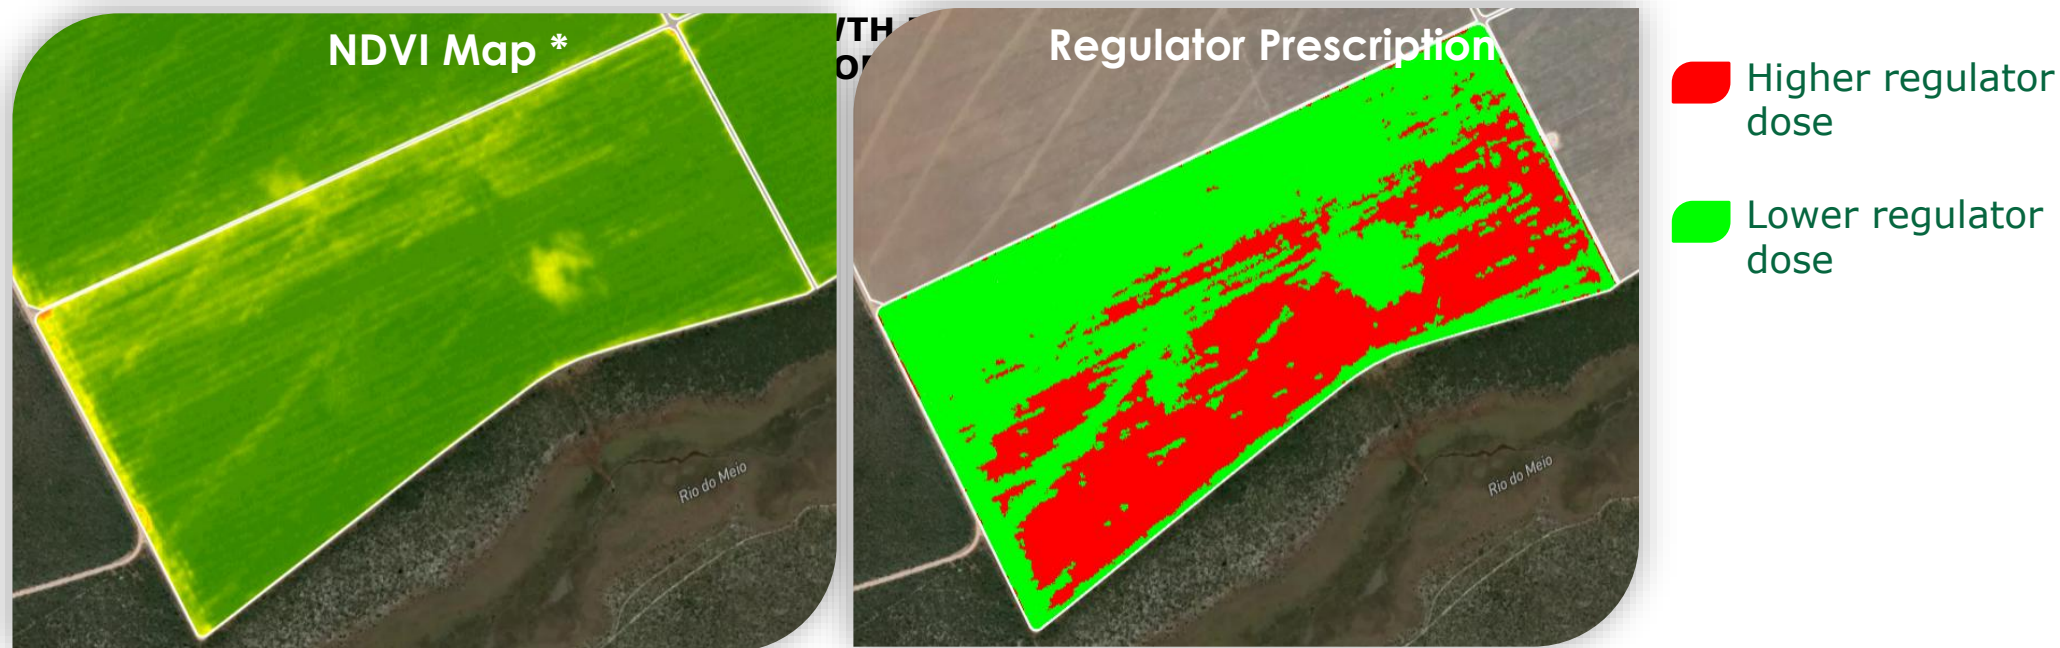 NDVI Map *
Regulator Prescription
Higher regulator
dose
Lower regulator
dose
Rio do Meio
Rio do Meio